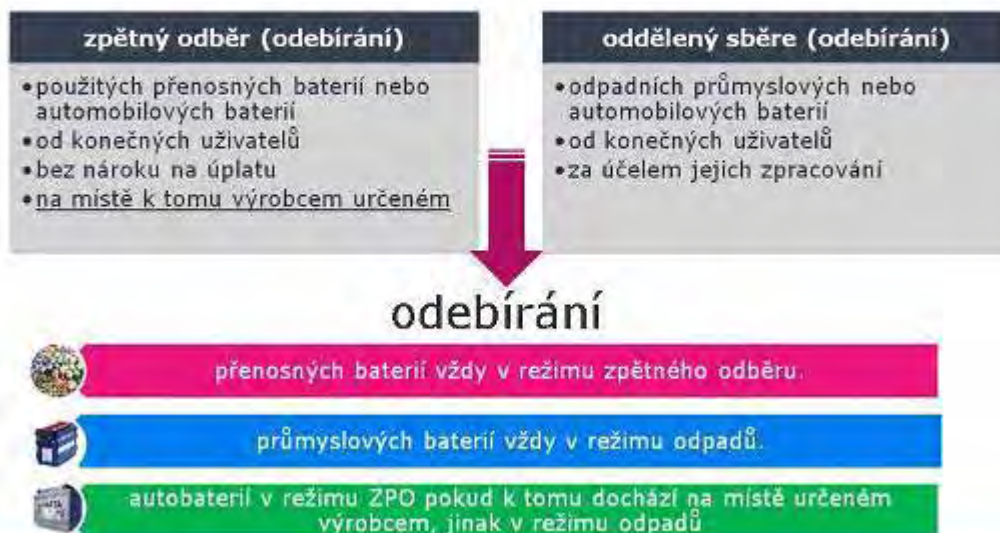 zpětný odběr (odebírání)
•použitých přenosných baterií nebo
automobilových baterií
•od konečných uživatelů
•bez nároku na úplatu
•na místě k tomu výrobcem určeném
oddělený sběre (odebírání)
•odpadních průmyslových nebo
automobilových baterií
•od konečných uživatelů
•za účelem jejich zpracování
odebírání
přenosných baterií vždy v režimu zpětného odběru.
průmyslových baterií vždy v režimu odpadů.
autobaterií v režimu ZPO pokud k tomu dochází na místě určeném
výrobcem, jinak v režimu odpadů